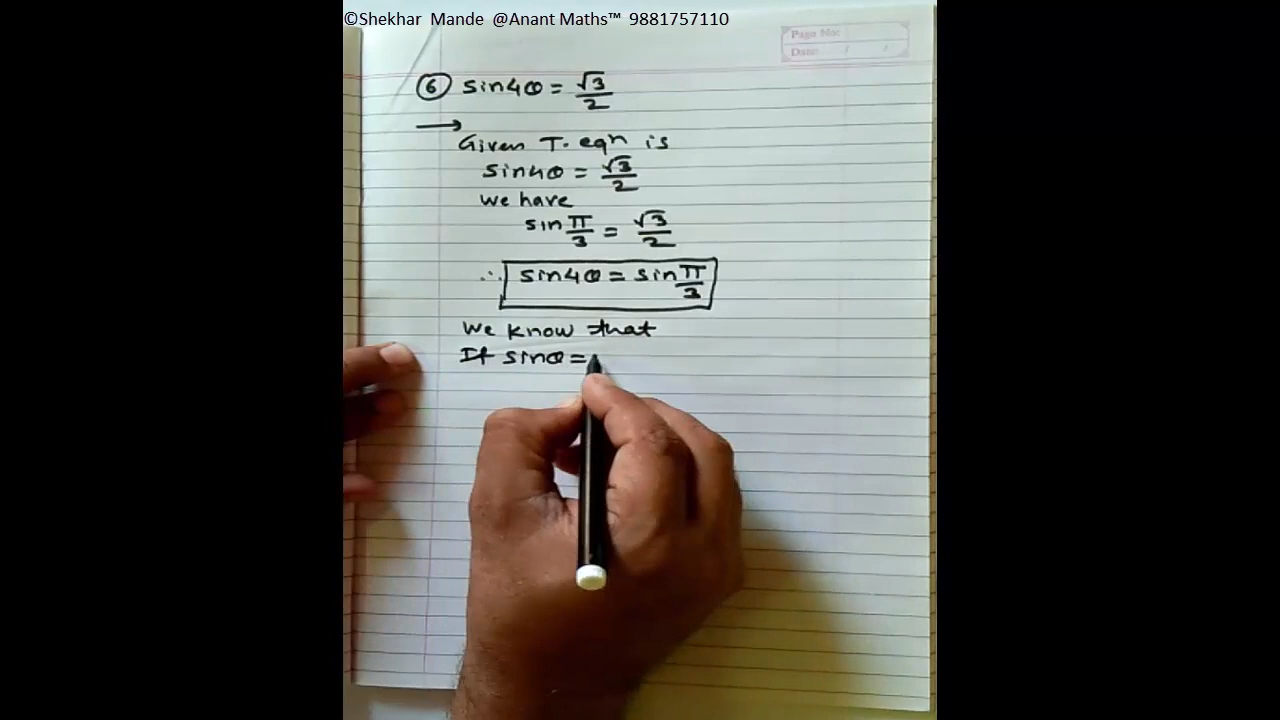 ©Shekhar Mande @Anant Maths™ 9881757110
Page No:
Date: / /
⑥ sin4θ = √3/2
→
Given T. eqn is
sin4θ = √3/2
we have
sin π/3 = √3/2
∴ sin4θ = sin π/3
We know that
If sinθ =